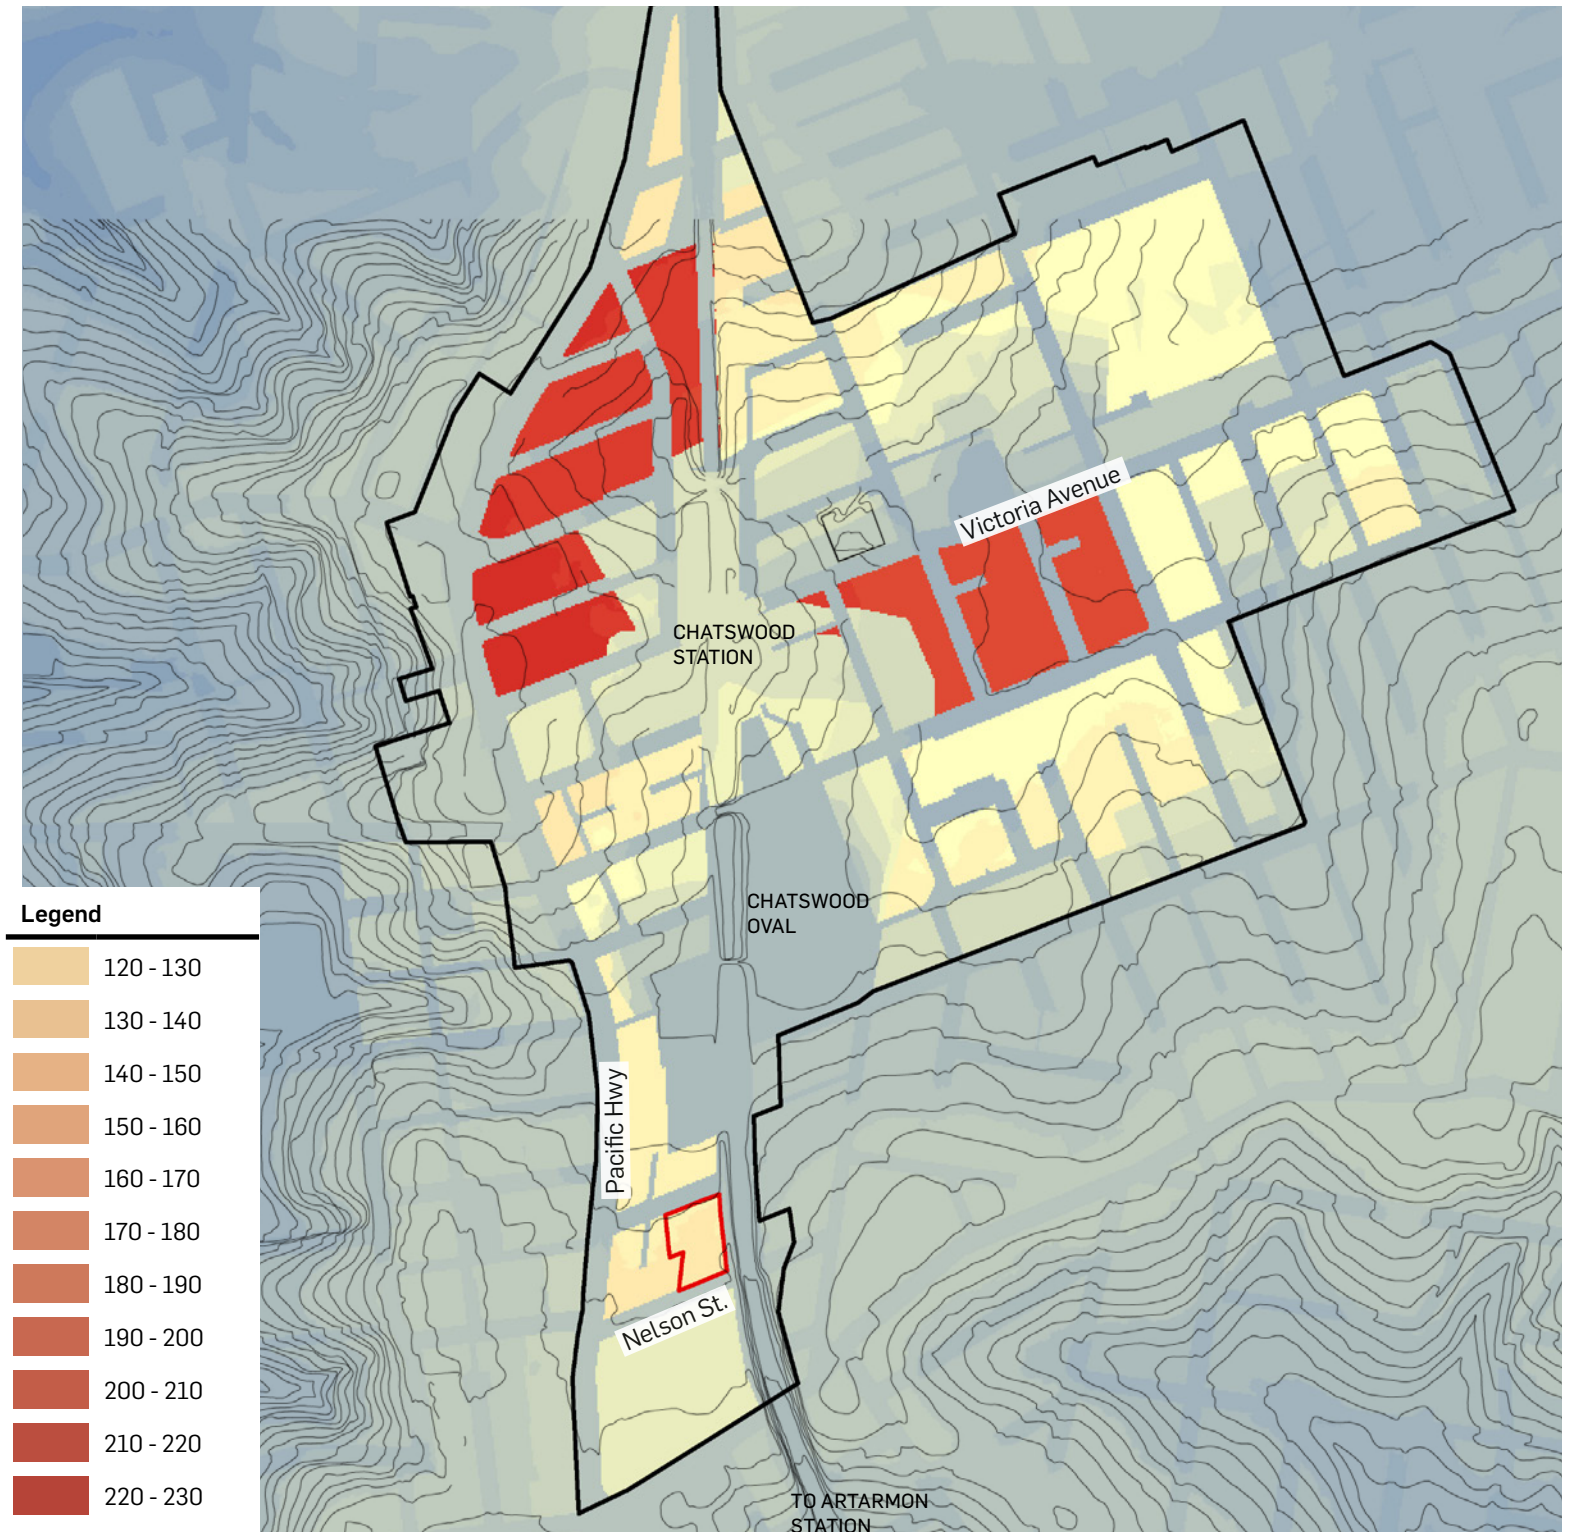 Victoria Avenue
CHATSWOOD
STATION
CHATSWOOD
OVAL
Pacific Hwy
Nelson St.
TO ARTARMON
STATION
Legend
120 - 130
130 - 140
140 - 150
150 - 160
160 - 170
170 - 180
180 - 190
190 - 200
200 - 210
210 - 220
220 - 230